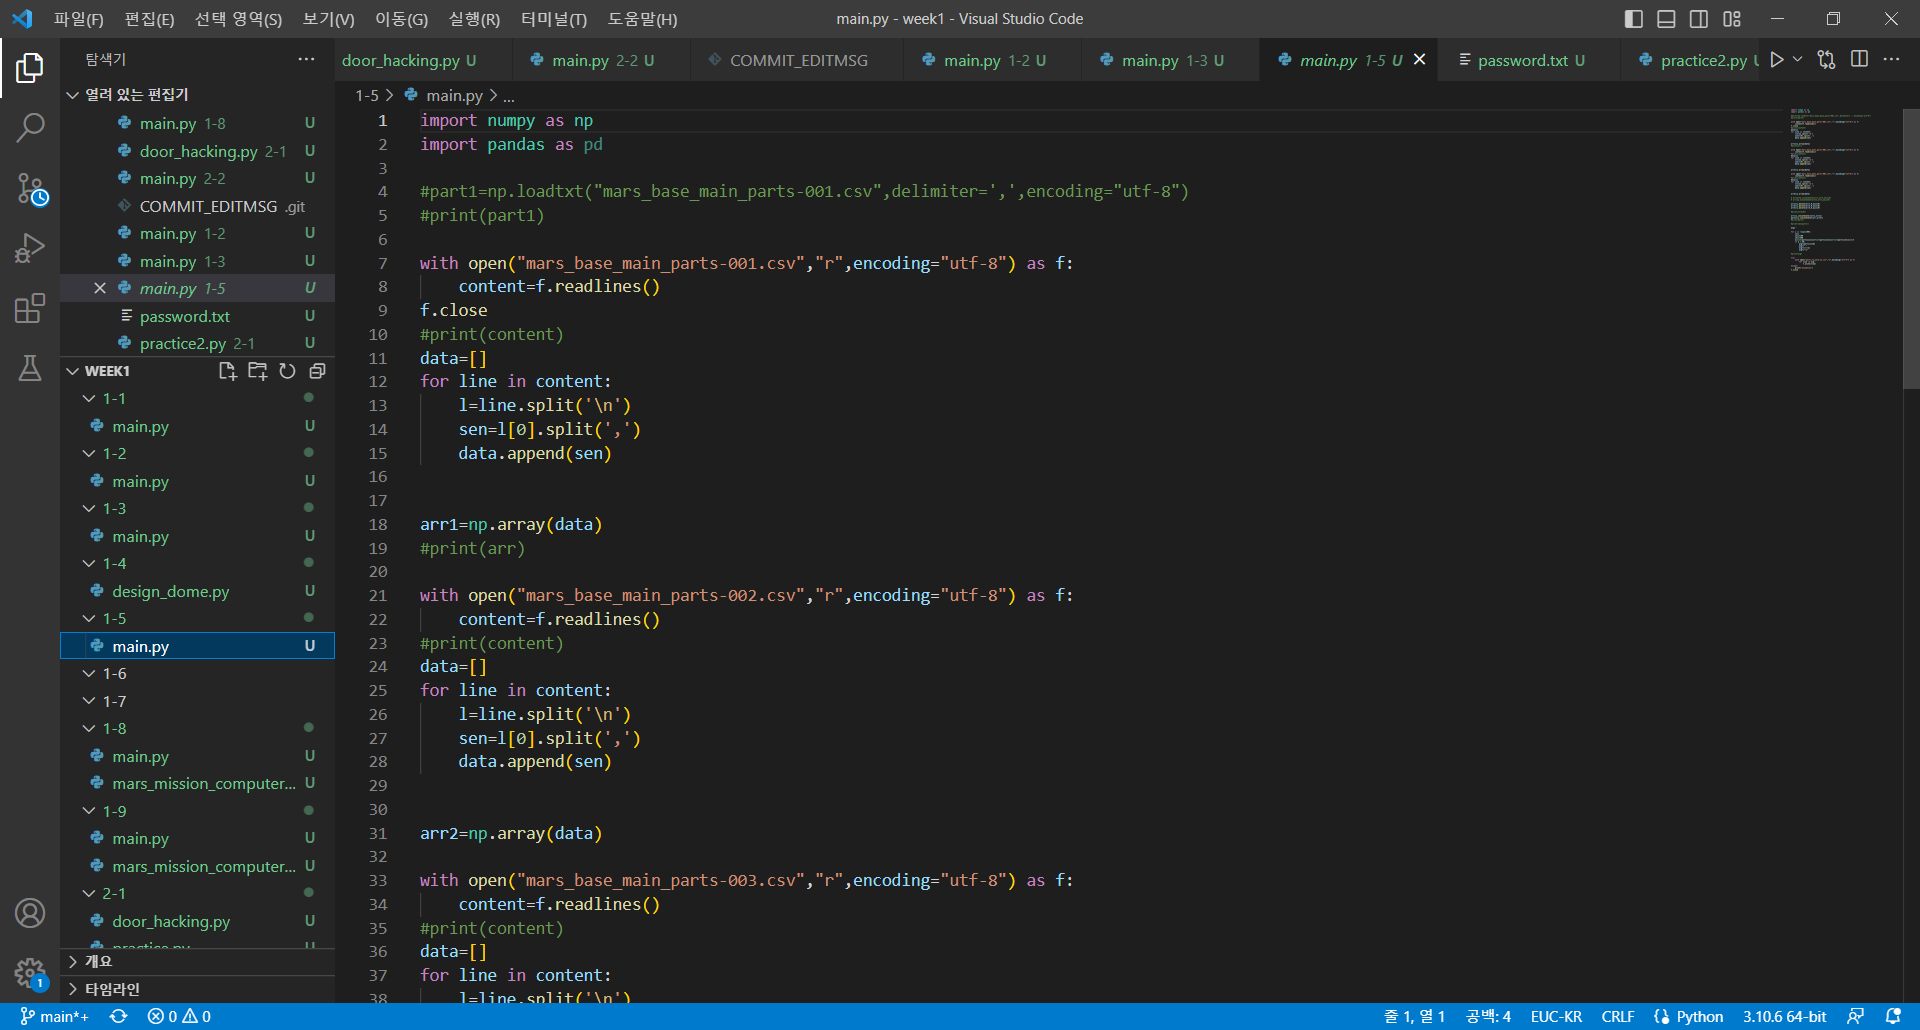 파일(F) 편집(E) 선택 영역(S) 보기(V) 이동(G) 실행(R) 터미널(T) 도움말(H)
main.py - week1 - Visual Studio Code
탐색기
열려 있는 편집기
main.py 1-8 U
door_hacking.py 2-1 U
main.py 2-2 U
COMMIT_EDITMSG .git
main.py 1-2 U
main.py 1-3 U
main.py 1-5 U
password.txt U
practice2.py 2-1 U
WEEK1
1-1
main.py U
1-2
main.py U
1-3
main.py U
1-4
design_dome.py U
1-5
main.py U
1-6
1-7
1-8
main.py U
mars_mission_computer... U
1-9
main.py U
mars_mission_computer... U
2-1
door_hacking.py U
practice.py U
개요
타임라인
door_hacking.py U
main.py 2-2 U
COMMIT_EDITMSG
main.py 1-2 U
main.py 1-3 U
main.py 1-5 U
password.txt U
practice2.py U
1-5 > main.py > ...
1 import numpy as np
2 import pandas as pd
3
4 #part1=np.loadtxt("mars_base_main_parts-001.csv",delimiter=',',encoding="utf-8")
5 #print(part1)
6
7 with open("mars_base_main_parts-001.csv","r",encoding="utf-8") as f:
8 content=f.readlines()
9 f.close
10 #print(content)
11 data=[]
12 for line in content:
13 l=line.split('\n')
14 sen=l[0].split(',')
15 data.append(sen)
16
17
18 arr1=np.array(data)
19 #print(arr)
20
21 with open("mars_base_main_parts-002.csv","r",encoding="utf-8") as f:
22 content=f.readlines()
23 #print(content)
24 data=[]
25 for line in content:
26 l=line.split('\n')
27 sen=l[0].split(',')
28 data.append(sen)
29
30
31 arr2=np.array(data)
32
33 with open("mars_base_main_parts-003.csv","r",encoding="utf-8") as f:
34 content=f.readlines()
35 #print(content)
36 data=[]
37 for line in content:
38 l=line.split('\n')
1
main*+ 0 0
줄 1, 열 1 공백: 4 EUC-KR CRLF Python 3.10.6 64-bit